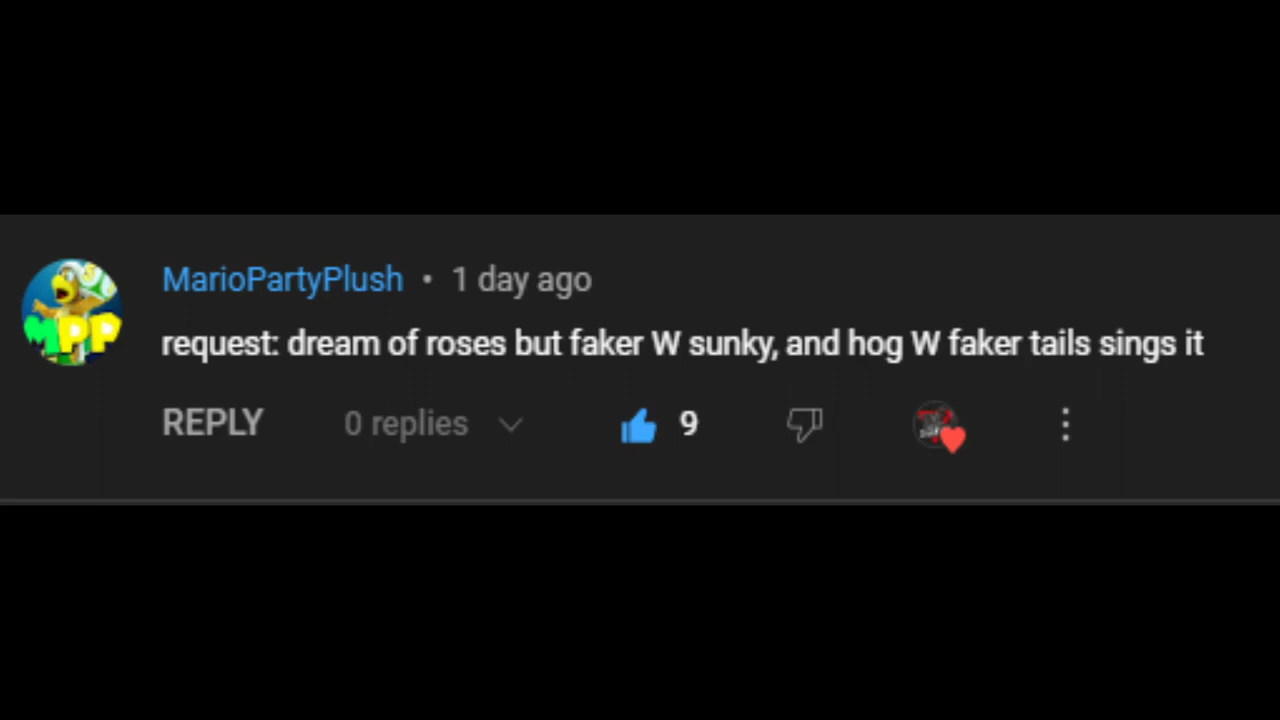 MarioPartyPlush • 1 day ago
MPP
request: dream of roses but faker W sunky, and hog W faker tails sings it
REPLY 0 replies 9